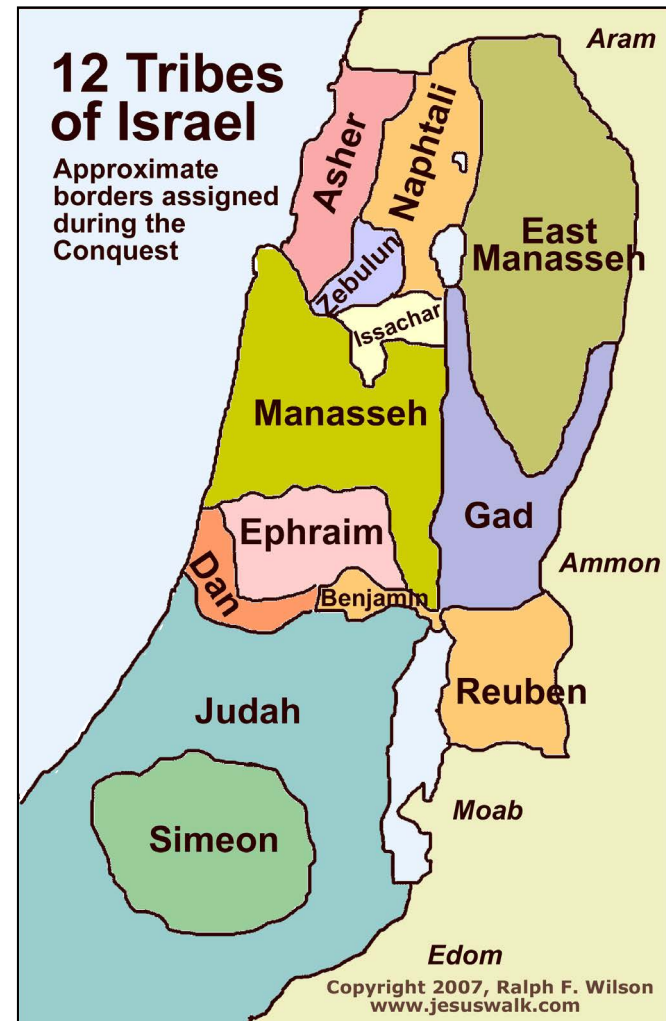 12 Tribes
of Israel
Approximate
borders assigned
during the
Conquest
Aram
Asher
Naphtali
East
Manasseh
Zebulun
Issachar
Manasseh
Ephraim
Gad
Dan
Benjamin
Ammon
Judah
Reuben
Simeon
Moab
Edom
Copyright 2007, Ralph F. Wilson
www.jesuswalk.com